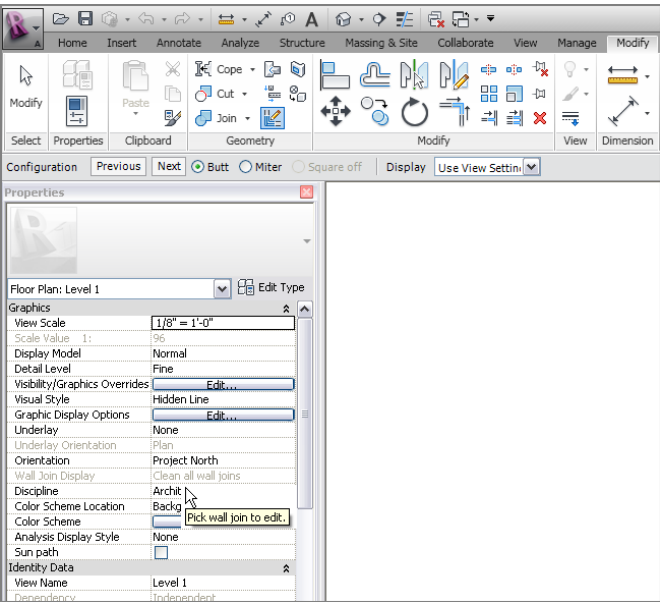 A
R
A
Home Insert Annotate Analyze Structure Massing & Site Collaborate View Manage Modify
Modify
Paste
Cope
Cut
Join
Select Properties Clipboard Geometry Modify View Dimension
Configuration Previous Next Butt Miter Square off Display Use View Settin
Properties
R
Floor Plan: Level 1 Edit Type
Graphics
View Scale 1/8" = 1'-0"
Scale Value 1: 96
Display Model Normal
Detail Level Fine
Visibility/Graphics Overrides Edit...
Visual Style Hidden Line
Graphic Display Options Edit...
Underlay None
Underlay Orientation Plan
Orientation Project North
Wall Join Display Clean all wall joins
Discipline Archit
Color Scheme Location Backg
Pick wall join to edit.
Color Scheme
Analysis Display Style None
Sun path
Identity Data
View Name Level 1
Dependency Independent